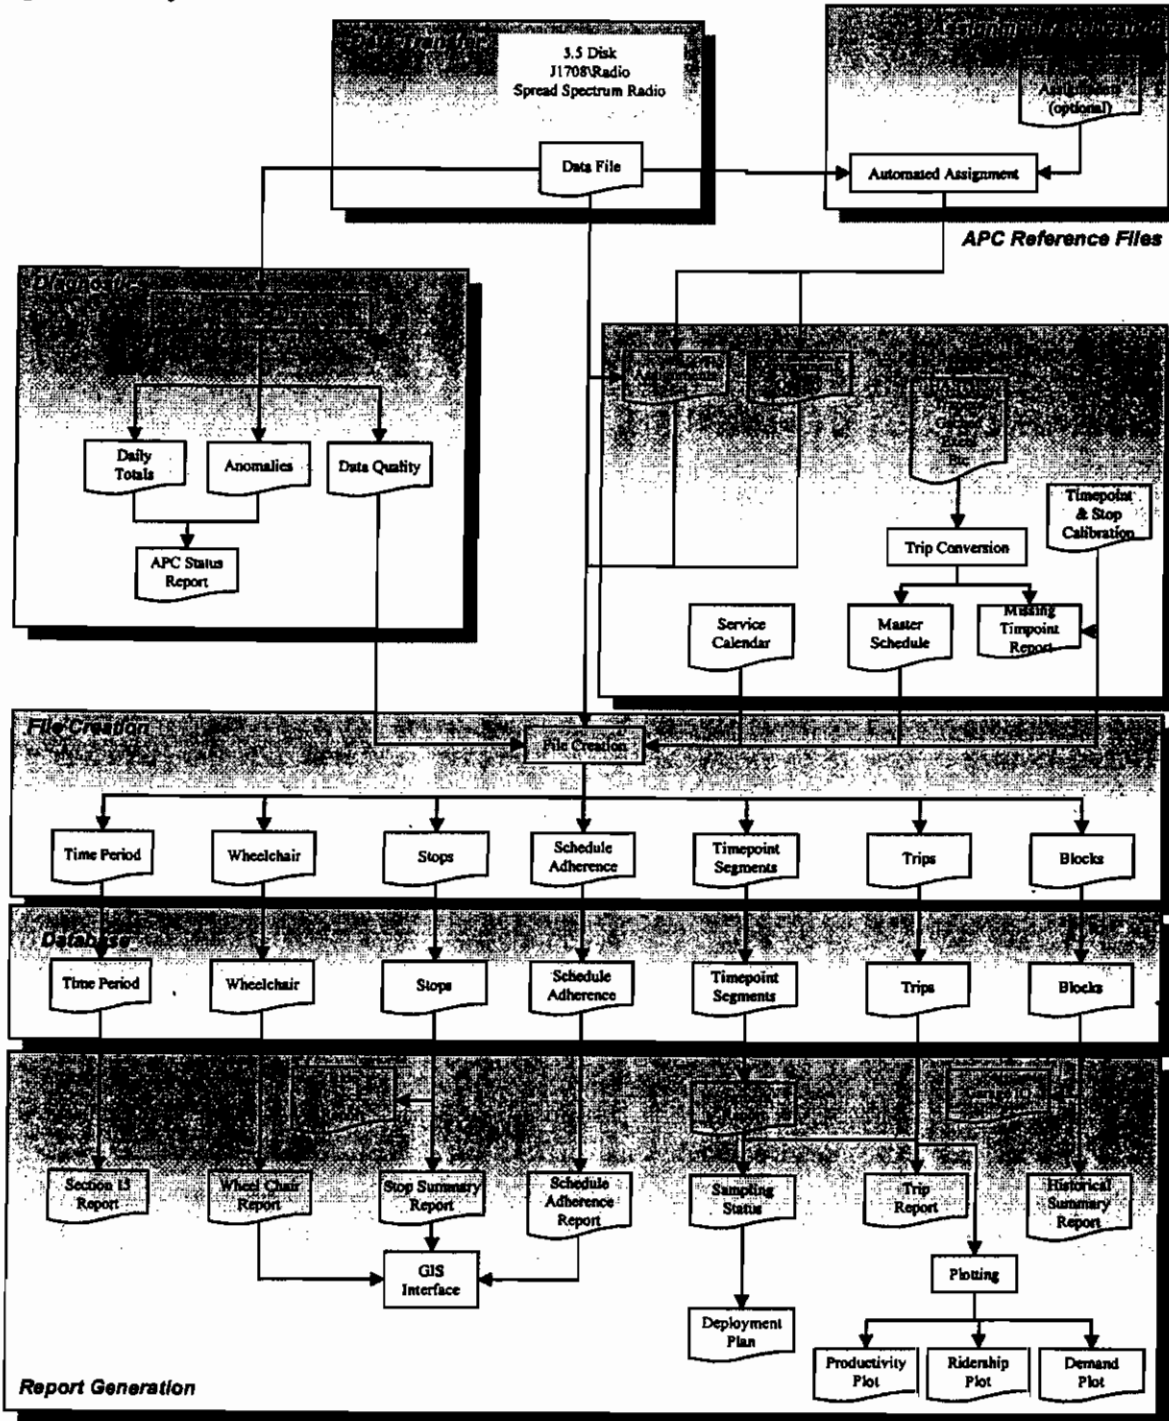 3.5 Disk
J1708\Radio
Spread Spectrum Radio
Data File
Assignments
(optional)
Automated Assignment
APC Reference Files
Diagnostic
Daily
Totals
Anomalies
Data Quality
APC Status
Report
Assignments
Etc
Timepoint
& Stop
Calibration
Trip Conversion
Service
Calendar
Master
Schedule
Missing
Timpoint
Report
File Creation
File Creation
Time Period
Wheelchair
Stops
Schedule
Adherence
Timepoint
Segments
Trips
Blocks
Database
Time Period
Wheelchair
Stops
Schedule
Adherence
Timepoint
Segments
Trips
Blocks
Section 15
Report
Wheel Chair
Report
Stop Summary
Report
Schedule
Adherence
Report
Sampling
Status
Trip
Report
Historical
Summary
Report
GIS
Interface
Plotting
Deployment
Plan
Productivity
Plot
Ridership
Plot
Demand
Plot
Report Generation